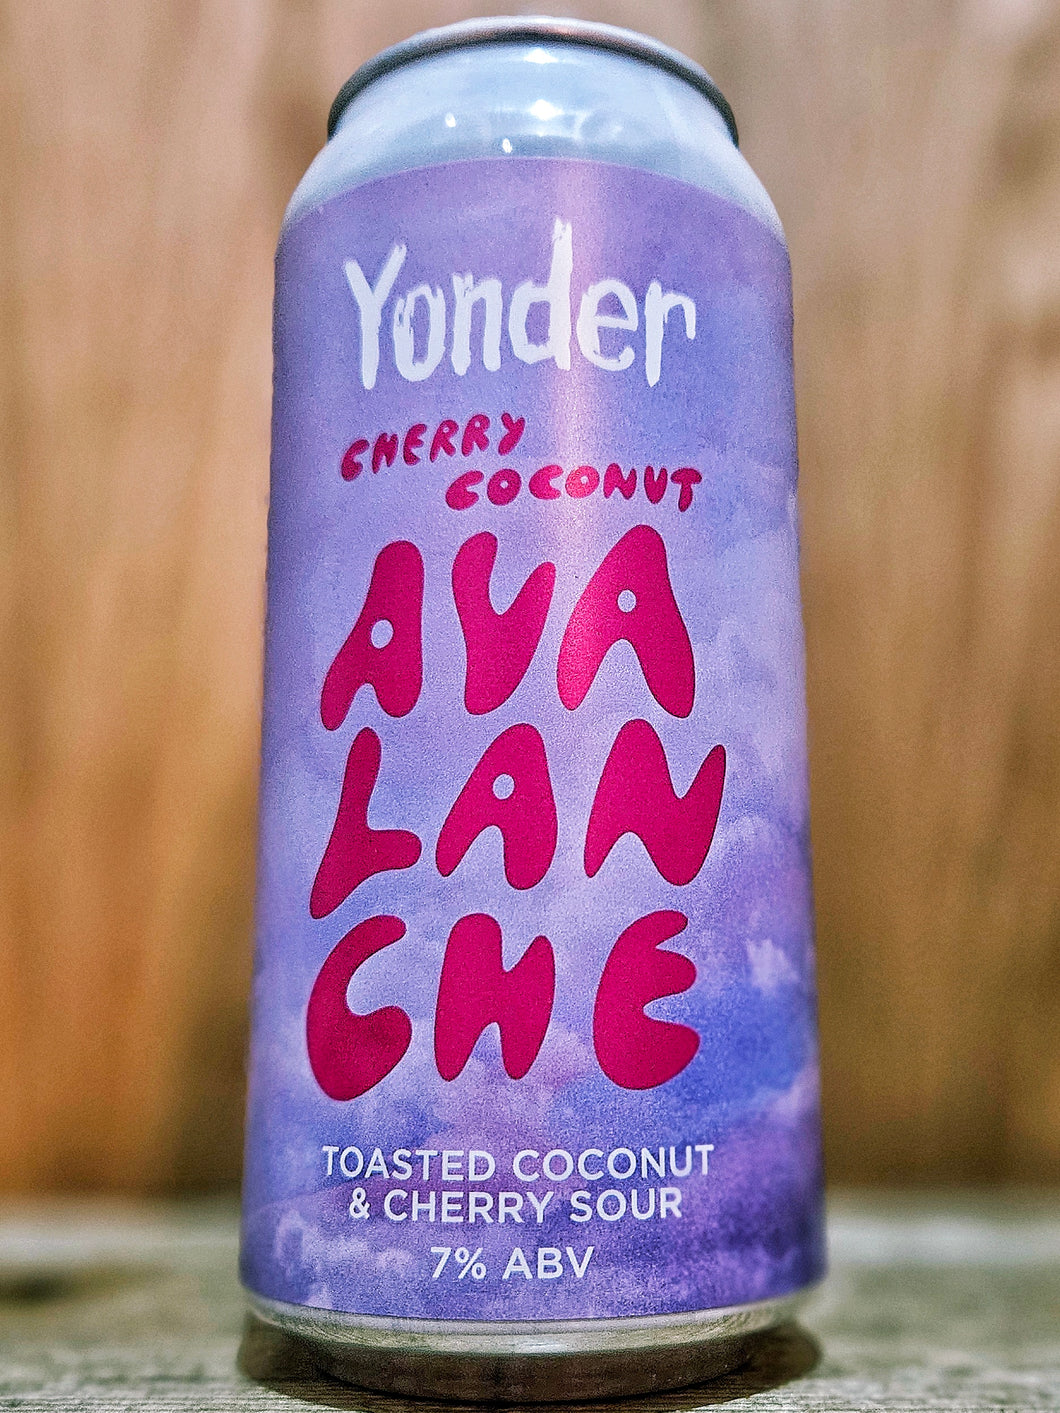 Yonder
CHERRY
COCONUT
AVA
LAN
CHE
TOASTED COCONUT
& CHERRY SOUR
7% ABV